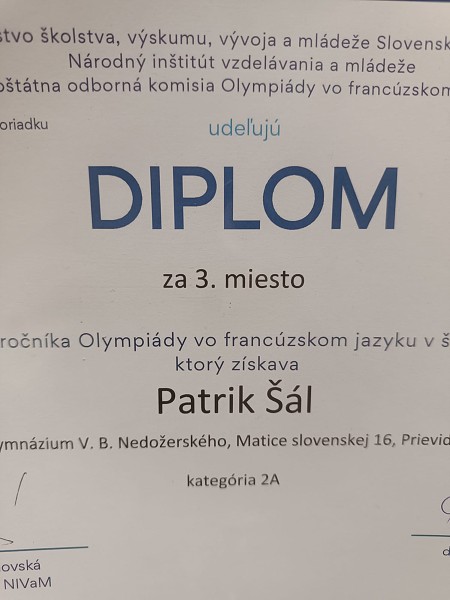 stvo školstva, výskumu, vývoja a mládeže Slovensk
Národný inštitút vzdelávania a mládeže
oštátna odborná komisia Olympiády vo francúzskom
oriadku
udeľujú
DIPLOM
za 3. miesto
ročníka Olympiády vo francúzskom jazyku v š
ktorý získava
Patrik Šál
ymnázium V. B. Nedožerského, Matice slovenskej 16, Prievid
kategória 2A
ovská
NIVaM
d